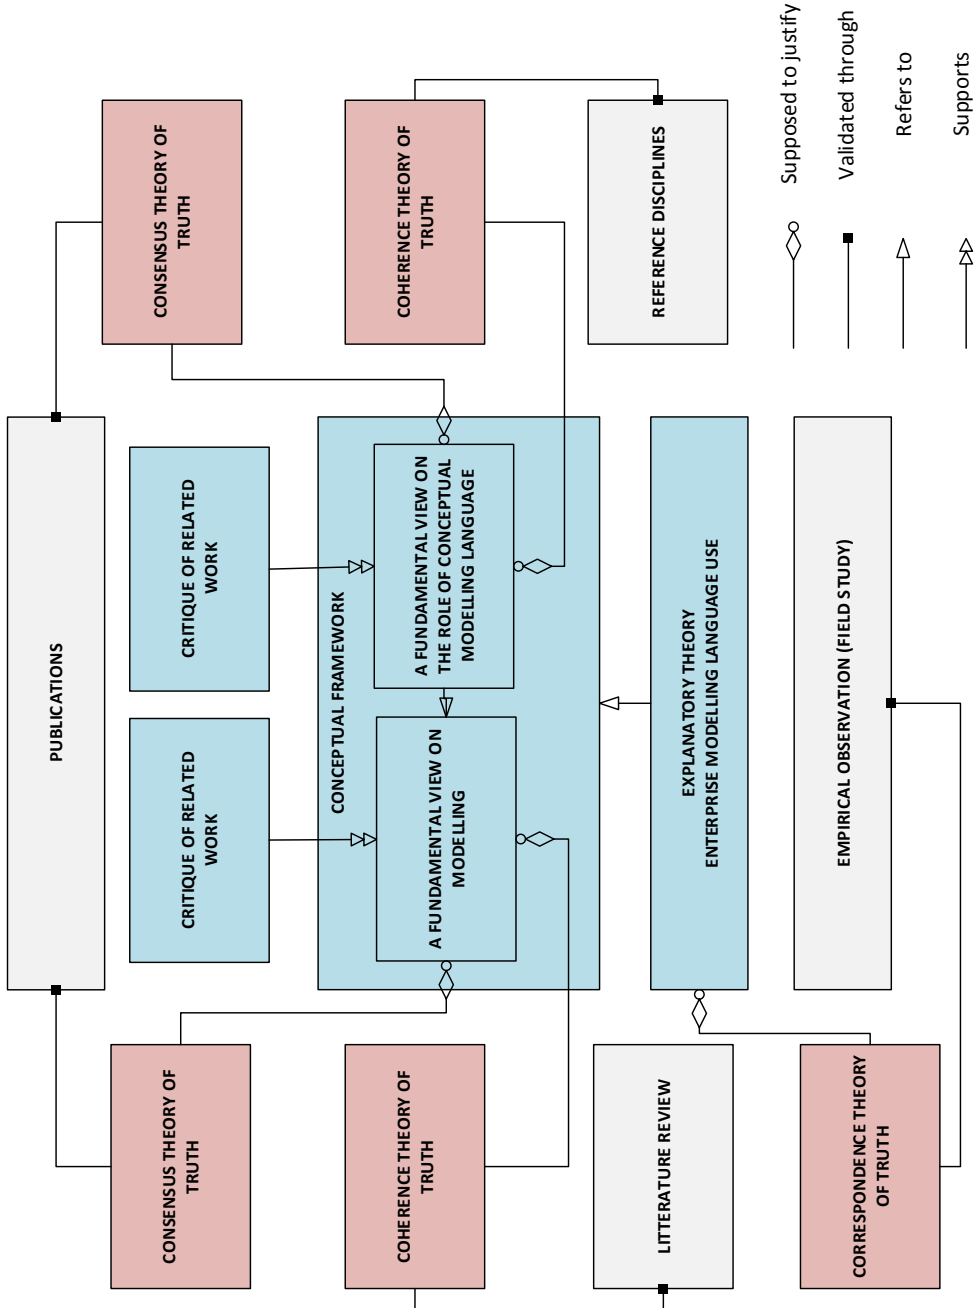 PUBLICATIONS
CONSENSUS THEORY OF
TRUTH
CRITIQUE OF RELATED
WORK
CRITIQUE OF RELATED
WORK
CONSENSUS THEORY OF
TRUTH
CONCEPTUAL FRAMEWORK
COHERENCE THEORY OF
TRUTH
A FUNDAMENTAL VIEW ON
MODELLING
A FUNDAMENTAL VIEW ON
THE ROLE OF CONCEPTUAL
MODELLING LANGUAGE
COHERENCE THEORY OF
TRUTH
LITTERATURE REVIEW
EXPLANATORY THEORY
ENTERPRISE MODELLING LANGUAGE USE
REFERENCE DISCIPLINES
CORRESPONDENCE THEORY
OF TRUTH
EMPIRICAL OBSERVATION (FIELD STUDY)
Supposed to justify
Validated through
Refers to
Supports